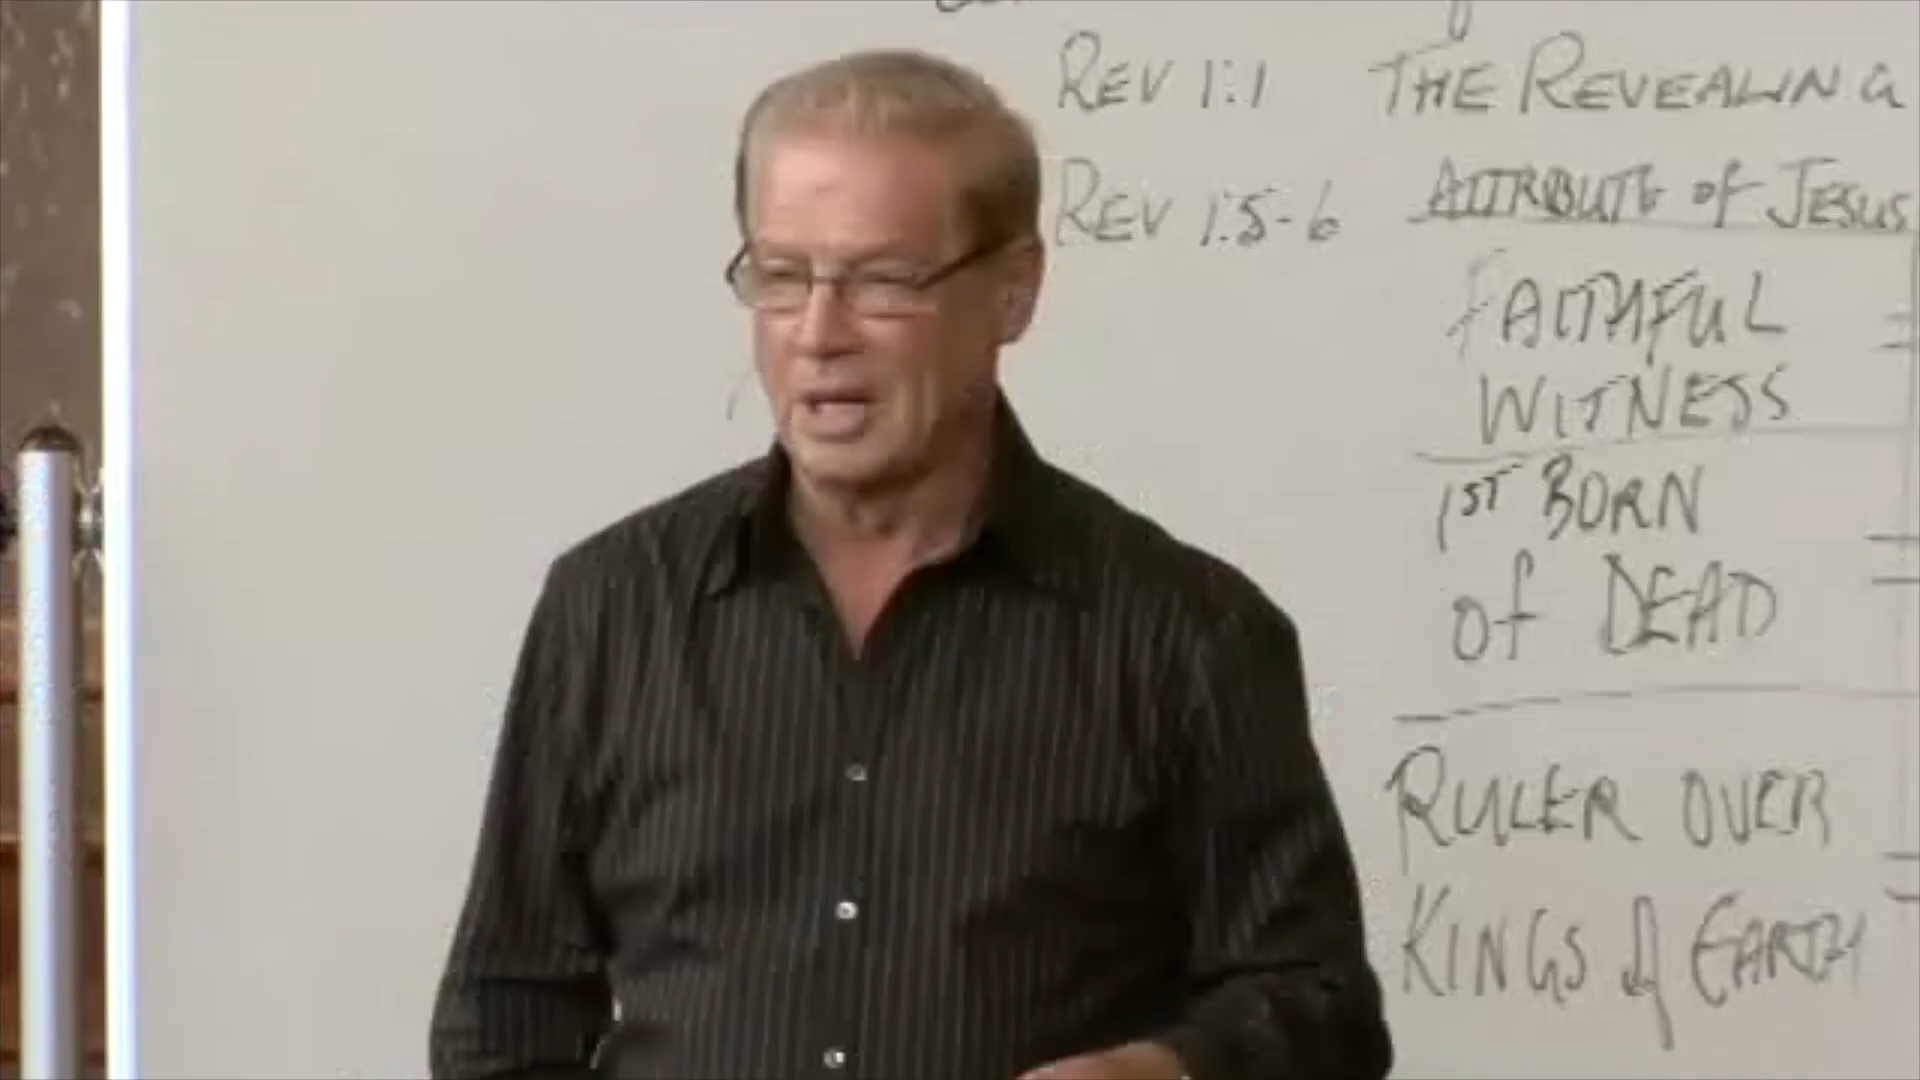 REV 1:1 THE REVEALING
REV 1:5-6 ATTRIBUTE of JESUS
FAITHFUL
WITNESS
1ST BORN
of DEAD
RULER OVER
KINGS of EARTH